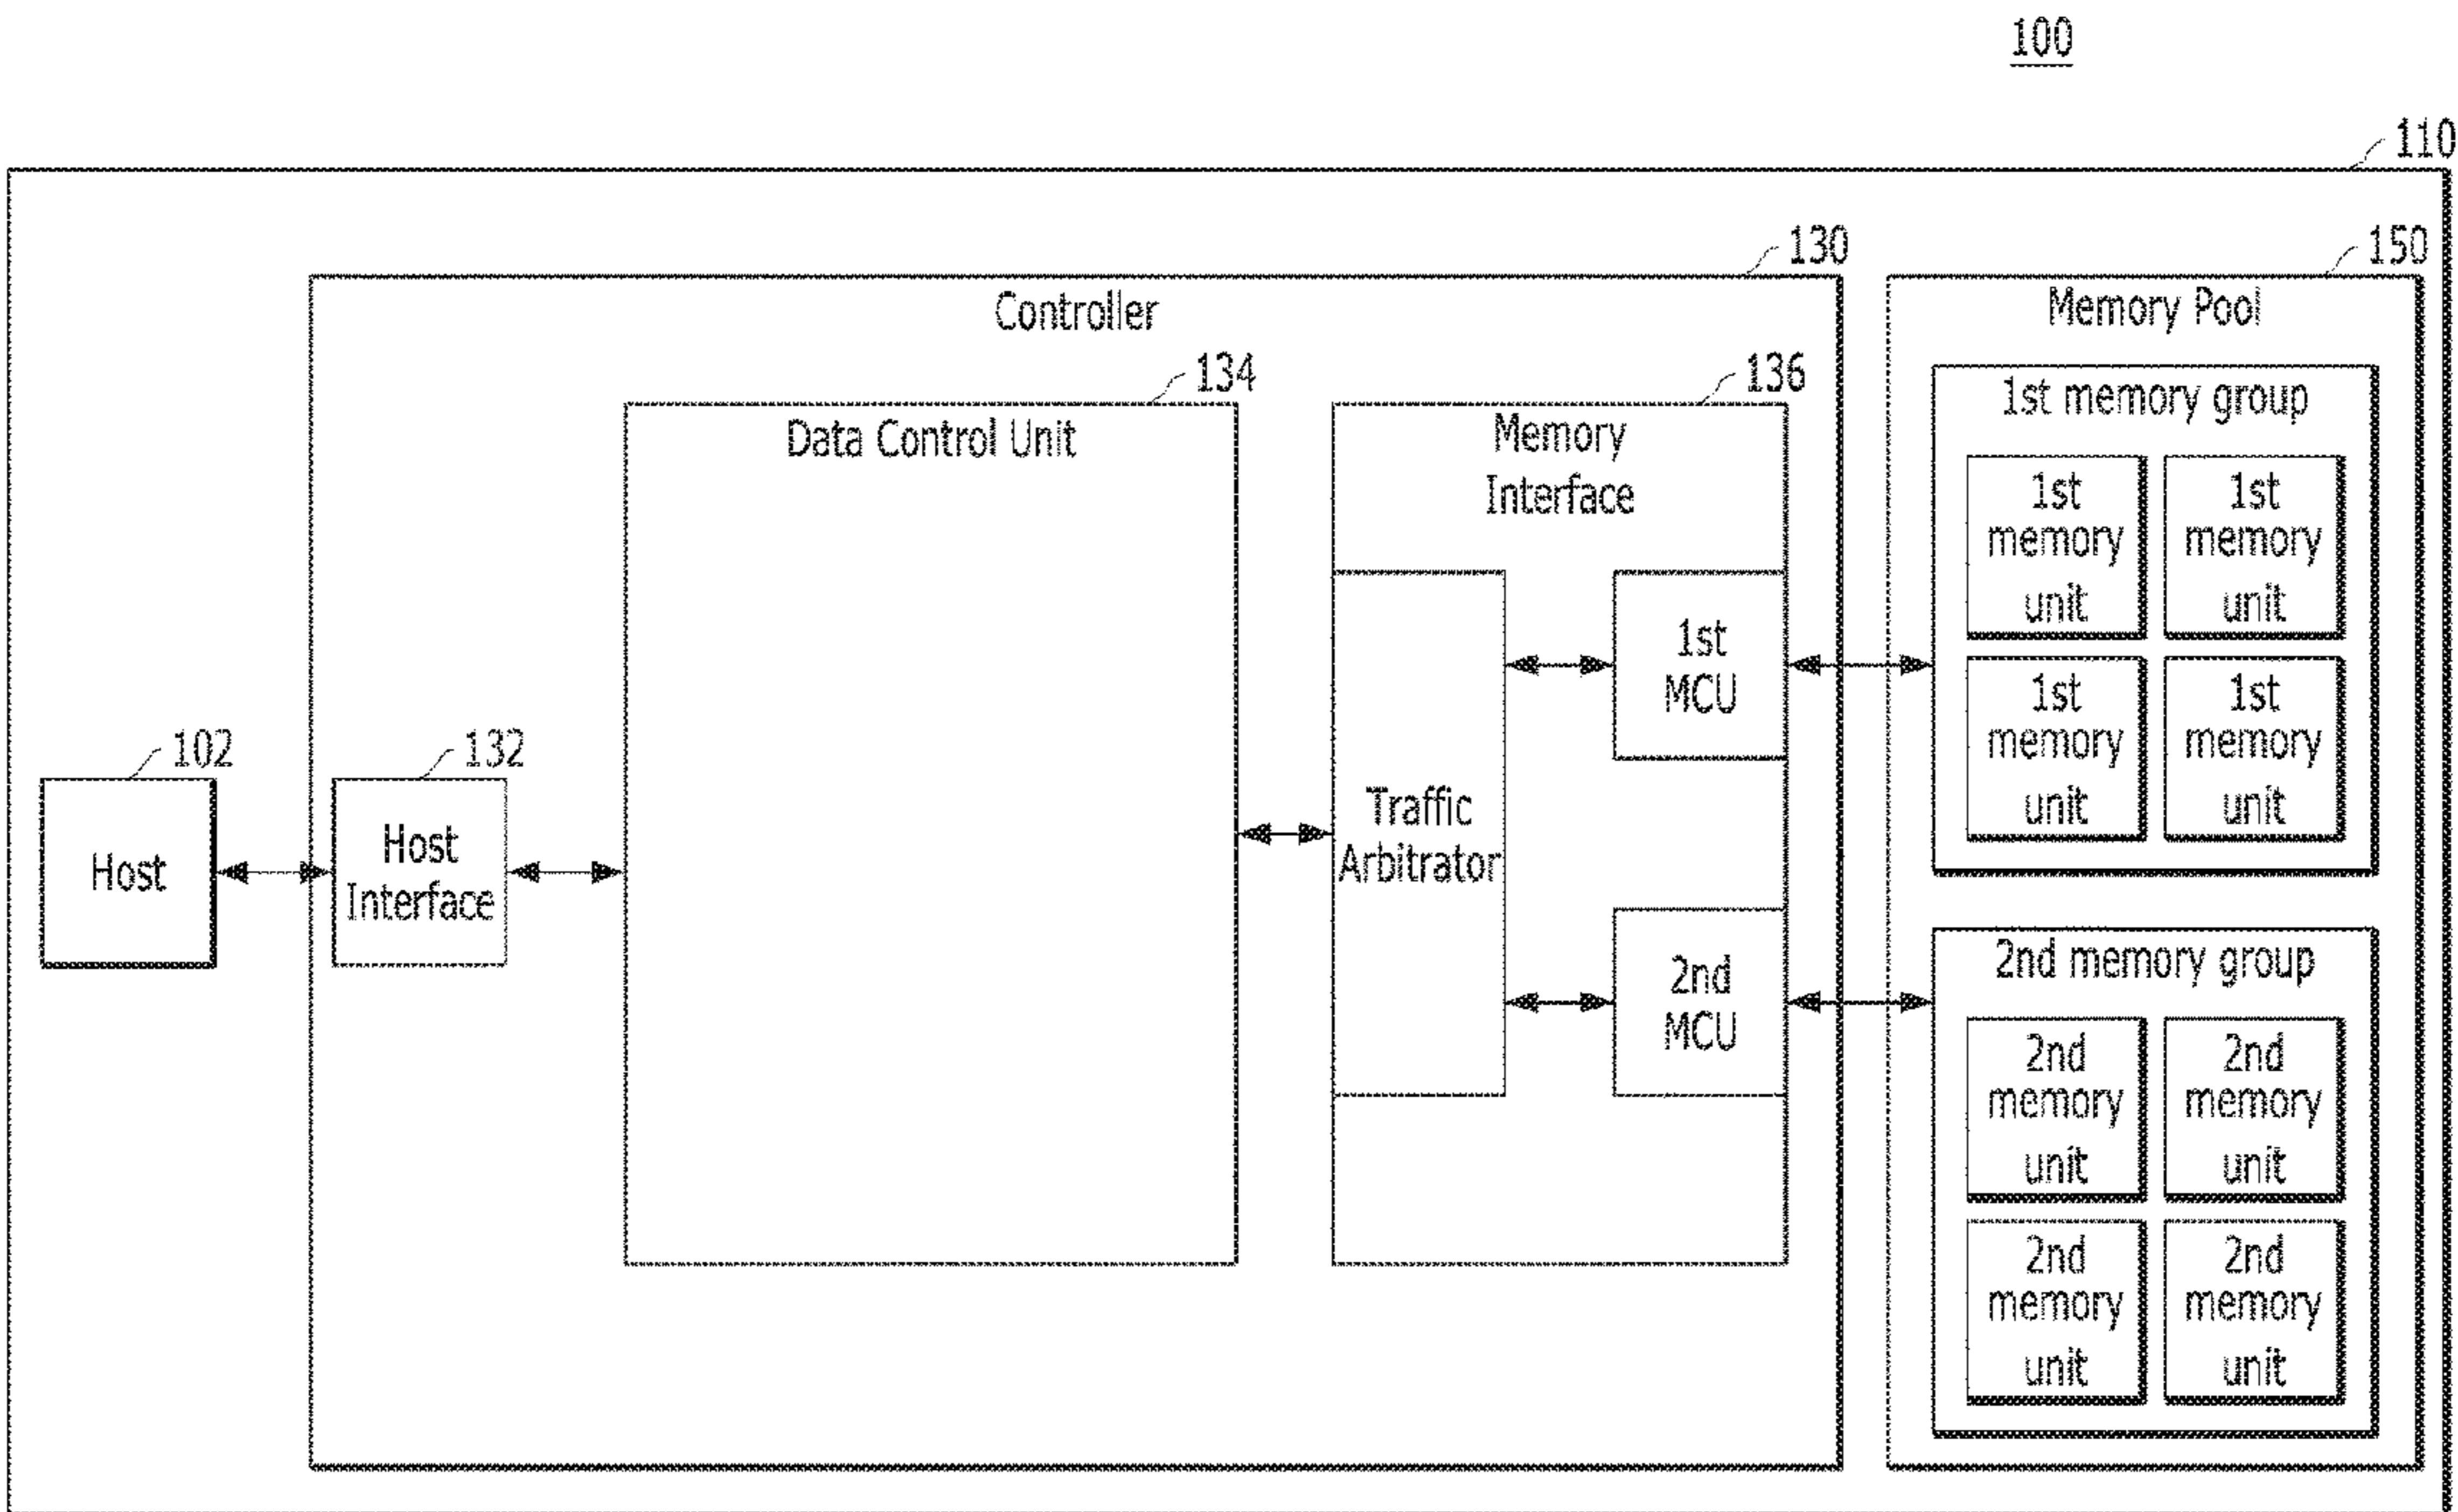 100
110
130
150
Controller
Memory Pool
134
136
1st memory group
Data Control Unit
Memory
Interface
1st
memory
unit
1st
memory
unit
1st
MCU
1st
memory
unit
1st
memory
unit
102
132
Host
Host
Interface
Traffic
Arbitrator
2nd
MCU
2nd memory group
2nd
memory
unit
2nd
memory
unit
2nd
memory
unit
2nd
memory
unit